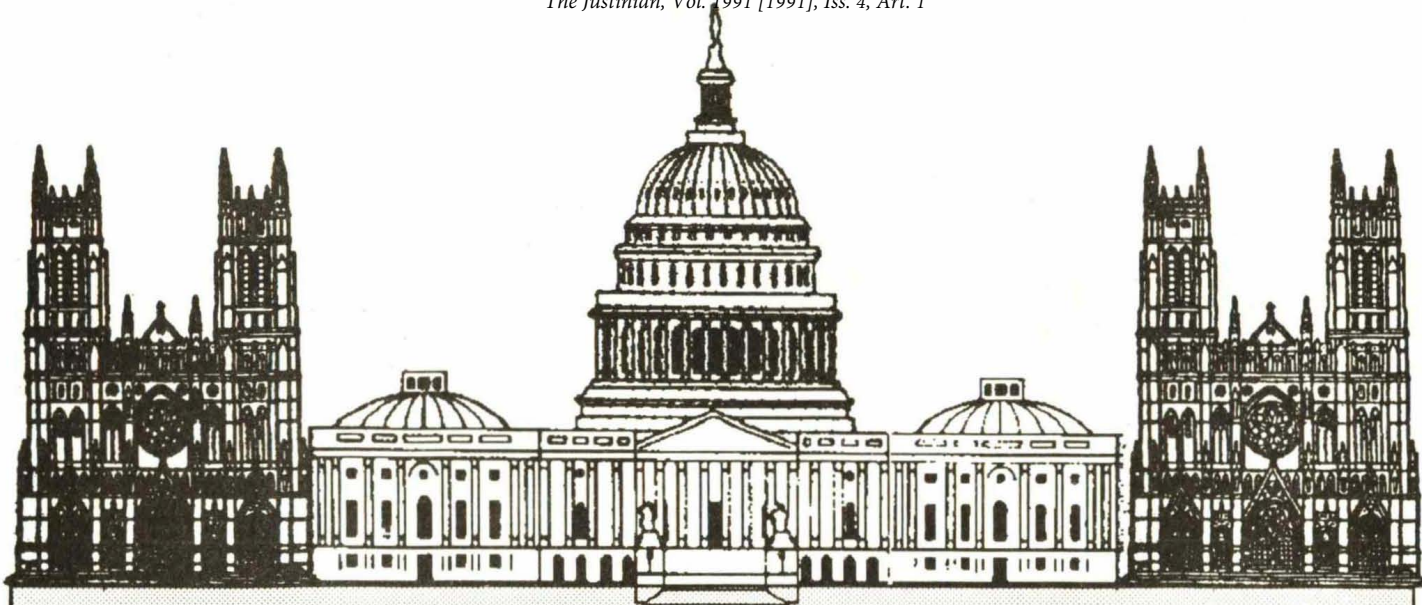 The Justinian, Vol. 1991 [1991], Iss. 4, Art. 1